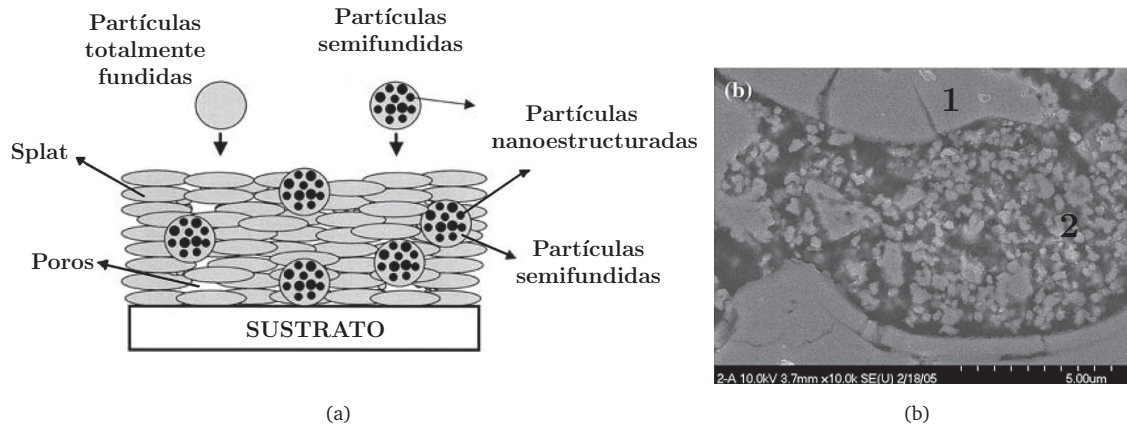 Partículas
totalmente
fundidas
Partículas
semifundidas
Partículas
nanoestructuradas
Splat
Poros
Partículas
semifundidas
SUSTRATO
(a)
(b)
1
2
2-A 10.0kV 3.7mm x10.0k SE(U) 2/18/05
5.00um
(b)